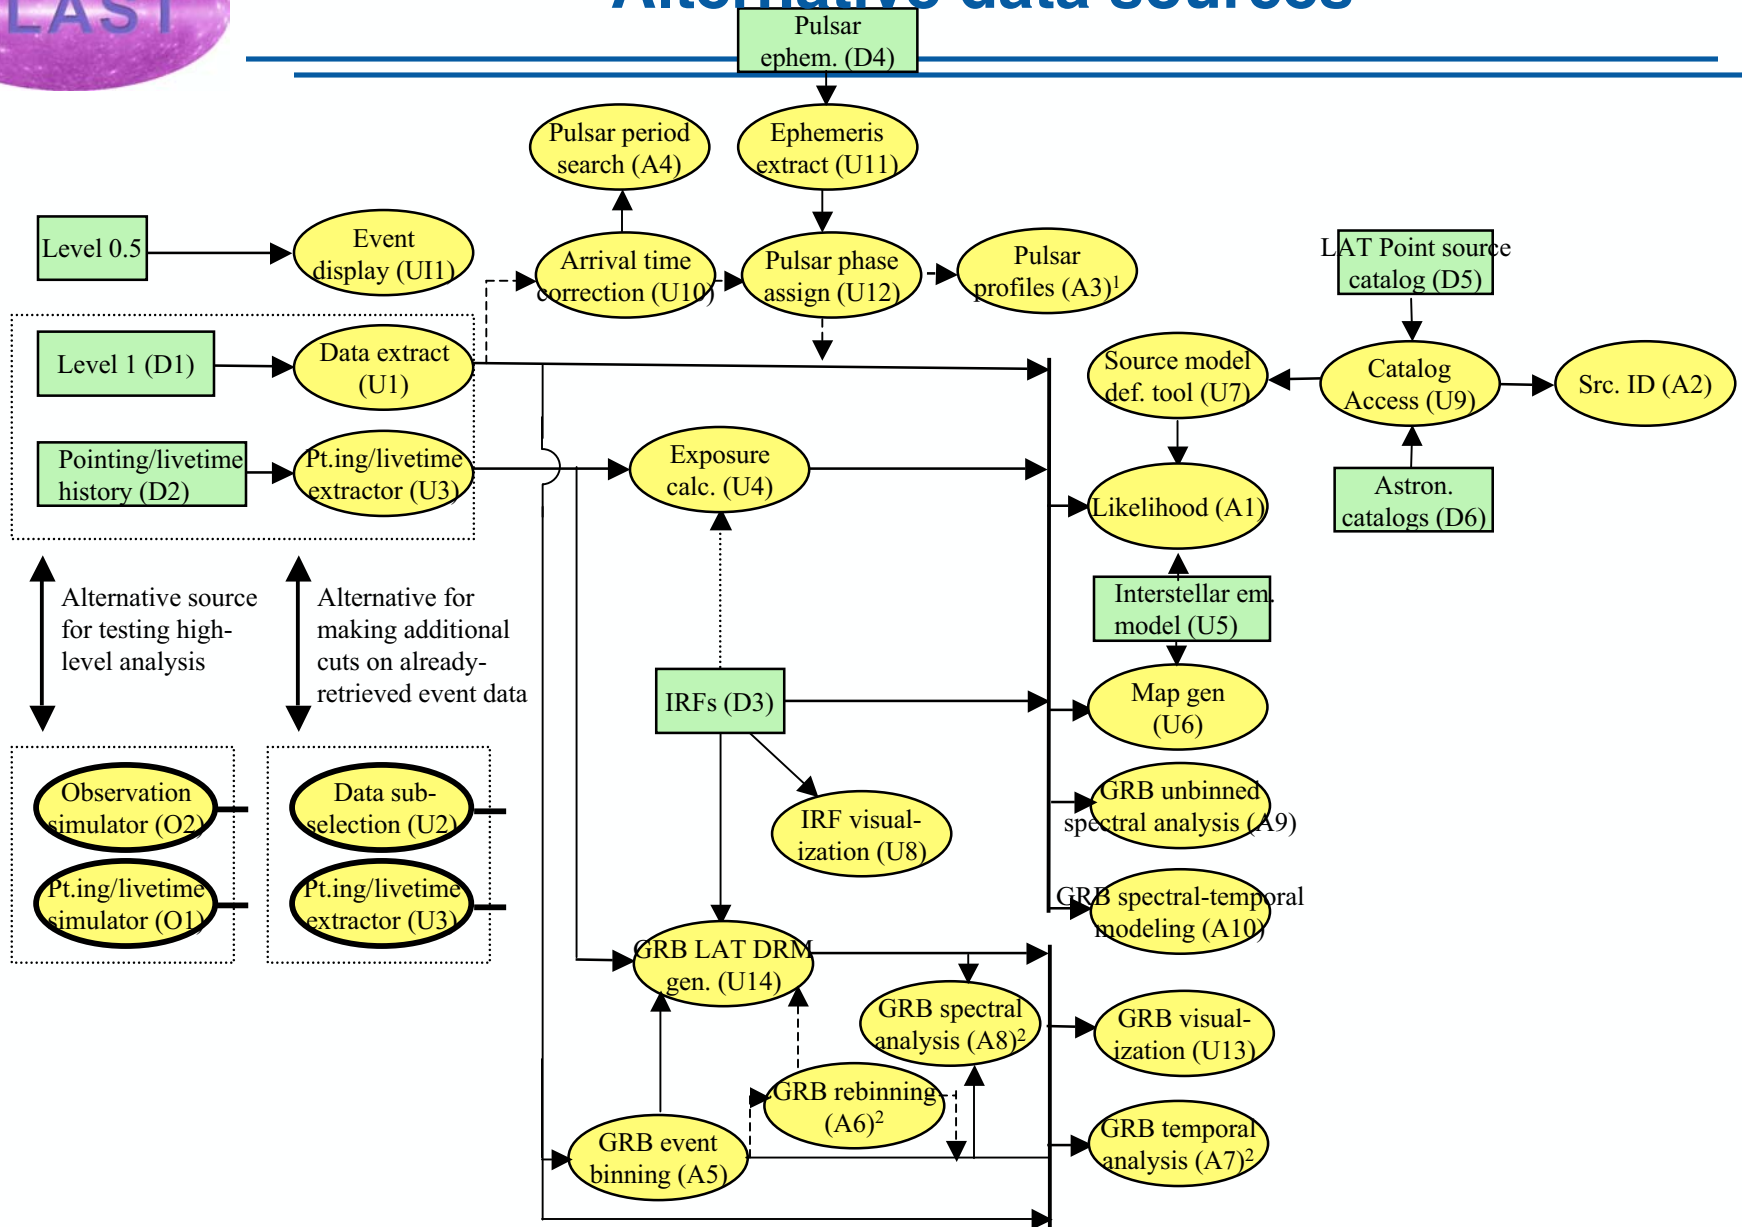 LAST
Alternative data sources
Pulsar
ephem. (D4)
Pulsar period
search (A4)
Ephemeris
extract (U11)
Level 0.5
Event
display (UI1)
Arrival time
correction (U10)
Pulsar phase
assign (U12)
Pulsar
profiles (A3)¹
LAT Point source
catalog (D5)
Level 1 (D1)
Data extract
(U1)
Source model
def. tool (U7)
Catalog
Access (U9)
Src. ID (A2)
Pointing/livetime
history (D2)
Pt.ing/livetime
extractor (U3)
Exposure
calc. (U4)
Likelihood (A1)
Astron.
catalogs (D6)
Alternative source
for testing high-
level analysis
Alternative for
making additional
cuts on already-
retrieved event data
Interstellar em.
model (U5)
IRFs (D3)
Map gen
(U6)
Observation
simulator (O2)
Data sub-
selection (U2)
IRF visual-
ization (U8)
GRB unbinned
spectral analysis (A9)
Pt.ing/livetime
simulator (O1)
Pt.ing/livetime
extractor (U3)
GRB spectral-temporal
modeling (A10)
GRB LAT DRM
gen. (U14)
GRB spectral
analysis (A8)²
GRB visual-
ization (U13)
GRB rebinning
(A6)²
GRB event
binning (A5)
GRB temporal
analysis (A7)²